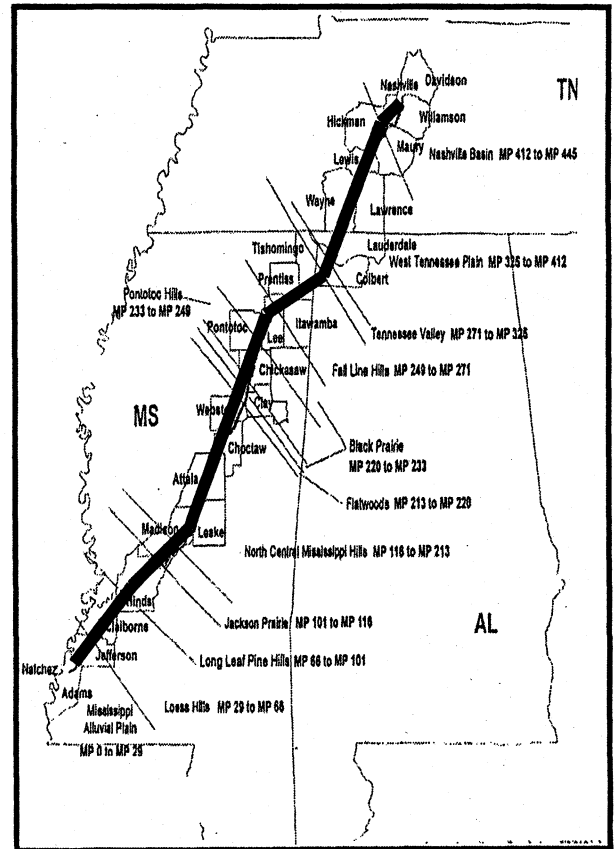 Nashville
Davidson
TN
Hickman
Williamson
Maury
Nashville Basin MP 412 to MP 445
Lewis
Wayne
Lawrence
Tishomingo
Lauderdale
West Tennessee Plain MP 325 to MP 412
Prentiss
Colbert
Pontotoc Hills
MP 233 to MP 249
Itawamba
Tennessee Valley MP 271 to MP 325
Pontotoc
Lee
Chickasaw
Fall Line Hills MP 249 to MP 271
MS
Webst
Clay
Choctaw
Black Prairie
MP 220 to MP 233
Attala
Flatwoods MP 213 to MP 220
Madison
Leake
North Central Mississippi Hills MP 116 to MP 213
Hinds
AL
Claiborne
Jackson Prairie MP 101 to MP 116
Jefferson
Long Leaf Pine Hills MP 66 to MP 101
Natchez
Adams
Loess Hills MP 29 to MP 66
Mississippi
Alluvial Plain
MP 0 to MP 29